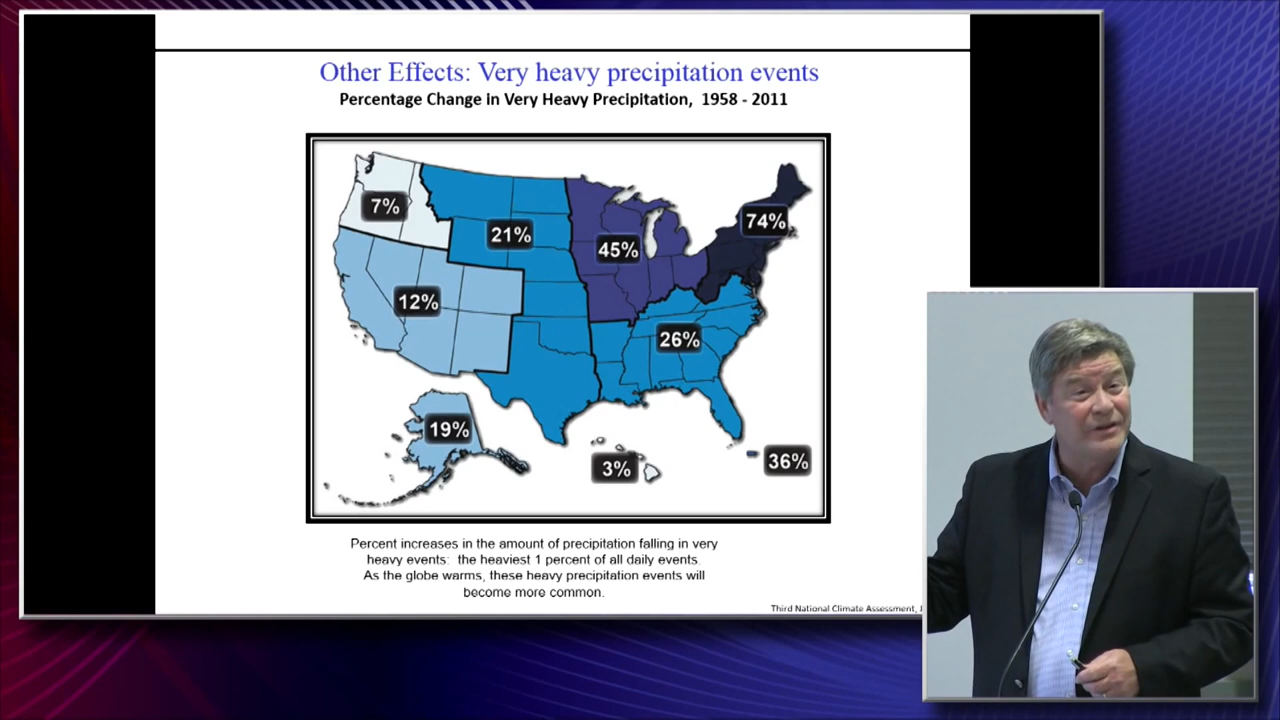 Other Effects: Very heavy precipitation events
Percentage Change in Very Heavy Precipitation, 1958 - 2011
7%
21%
45%
74%
12%
26%
19%
3%
36%
Percent increases in the amount of precipitation falling in very
heavy events: the heaviest 1 percent of all daily events.
As the globe warms, these heavy precipitation events will
become more common.
Third National Climate Assessment,